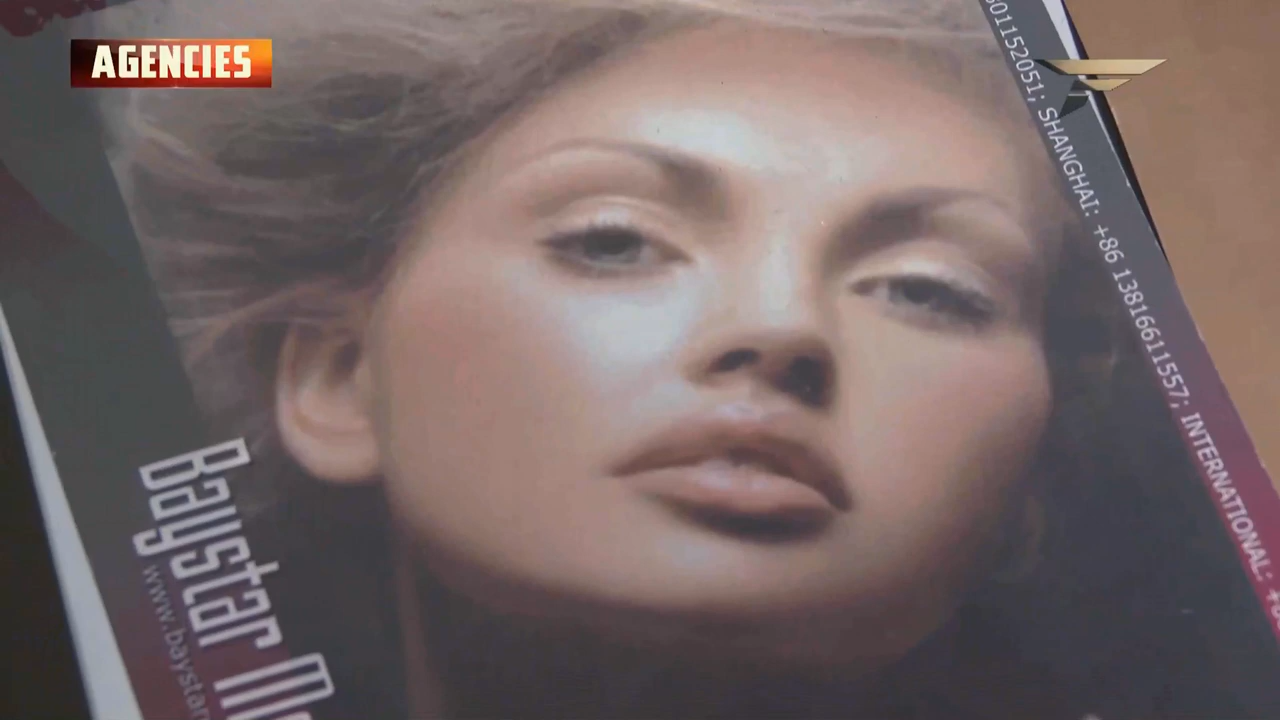 AGENCIES
601152051; SHANGHAI: +86 13816611557; INTERNATIONAL:
Baystar
www.baystar